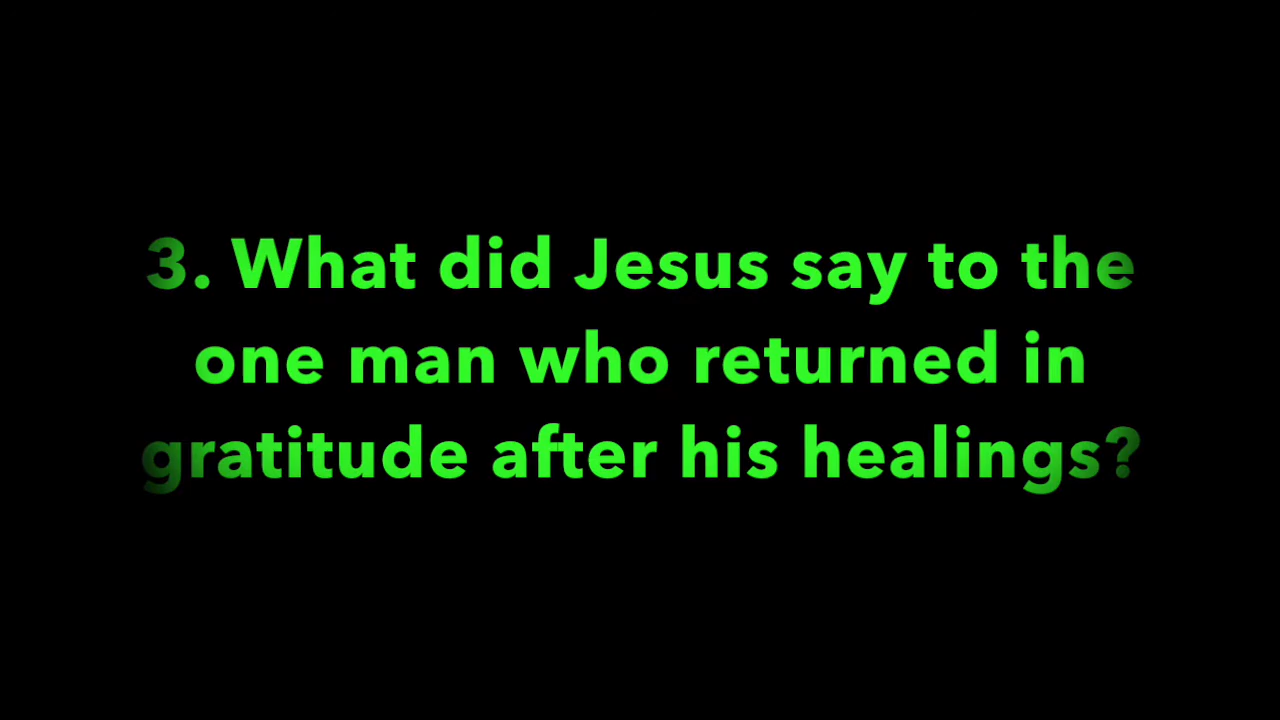 3. What did Jesus say to the
one man who returned in
gratitude after his healings?